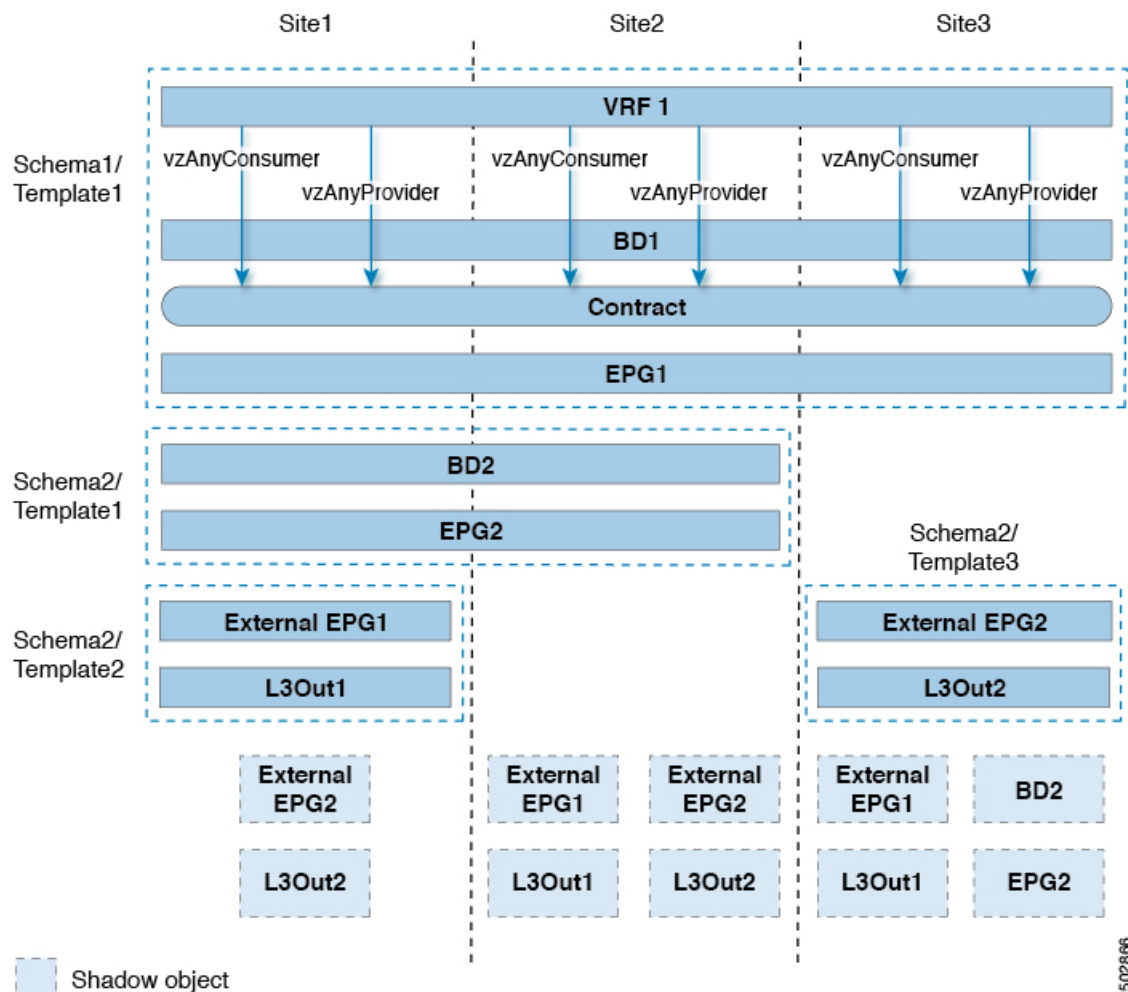 Site1 Site2 Site3
VRF 1
vzAnyConsumer vzAnyConsumer vzAnyConsumer
Schema1/
Template1
vzAnyProvider vzAnyProvider vzAnyProvider
BD1
Contract
EPG1
Schema2/
Template1
BD2
EPG2
Schema2/
Template3
Schema2/
Template2
External EPG1
L3Out1
External EPG2
L3Out2
External
EPG2
External
EPG1
External
EPG2
External
EPG1
BD2
L3Out2
L3Out1
L3Out2
L3Out1
EPG2
Shadow object
502866